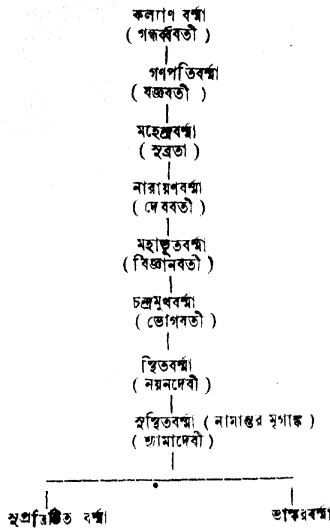 কল্যাণ বর্ম্মা
( গন্ধর্ব্ববতী )
গণপতিবর্ম্মা
( যজ্ঞবতী )
মহেন্দ্রবর্ম্মা
( সুব্রতা )
নারায়ণবর্ম্মা
( দেববতী )
মহাভূতবর্ম্মা
( বিজ্ঞানবতী )
চন্দ্রমুখবর্ম্মা
( ভোগবতী )
স্থিতবর্ম্মা
( নয়নদেবী )
সুস্থিতবর্ম্মা ( নামান্তর মৃগাঙ্ক )
( শ্যামাদেবী )
সুপ্রতিষ্ঠিত বর্ম্মা ভাস্করবর্ম্মা